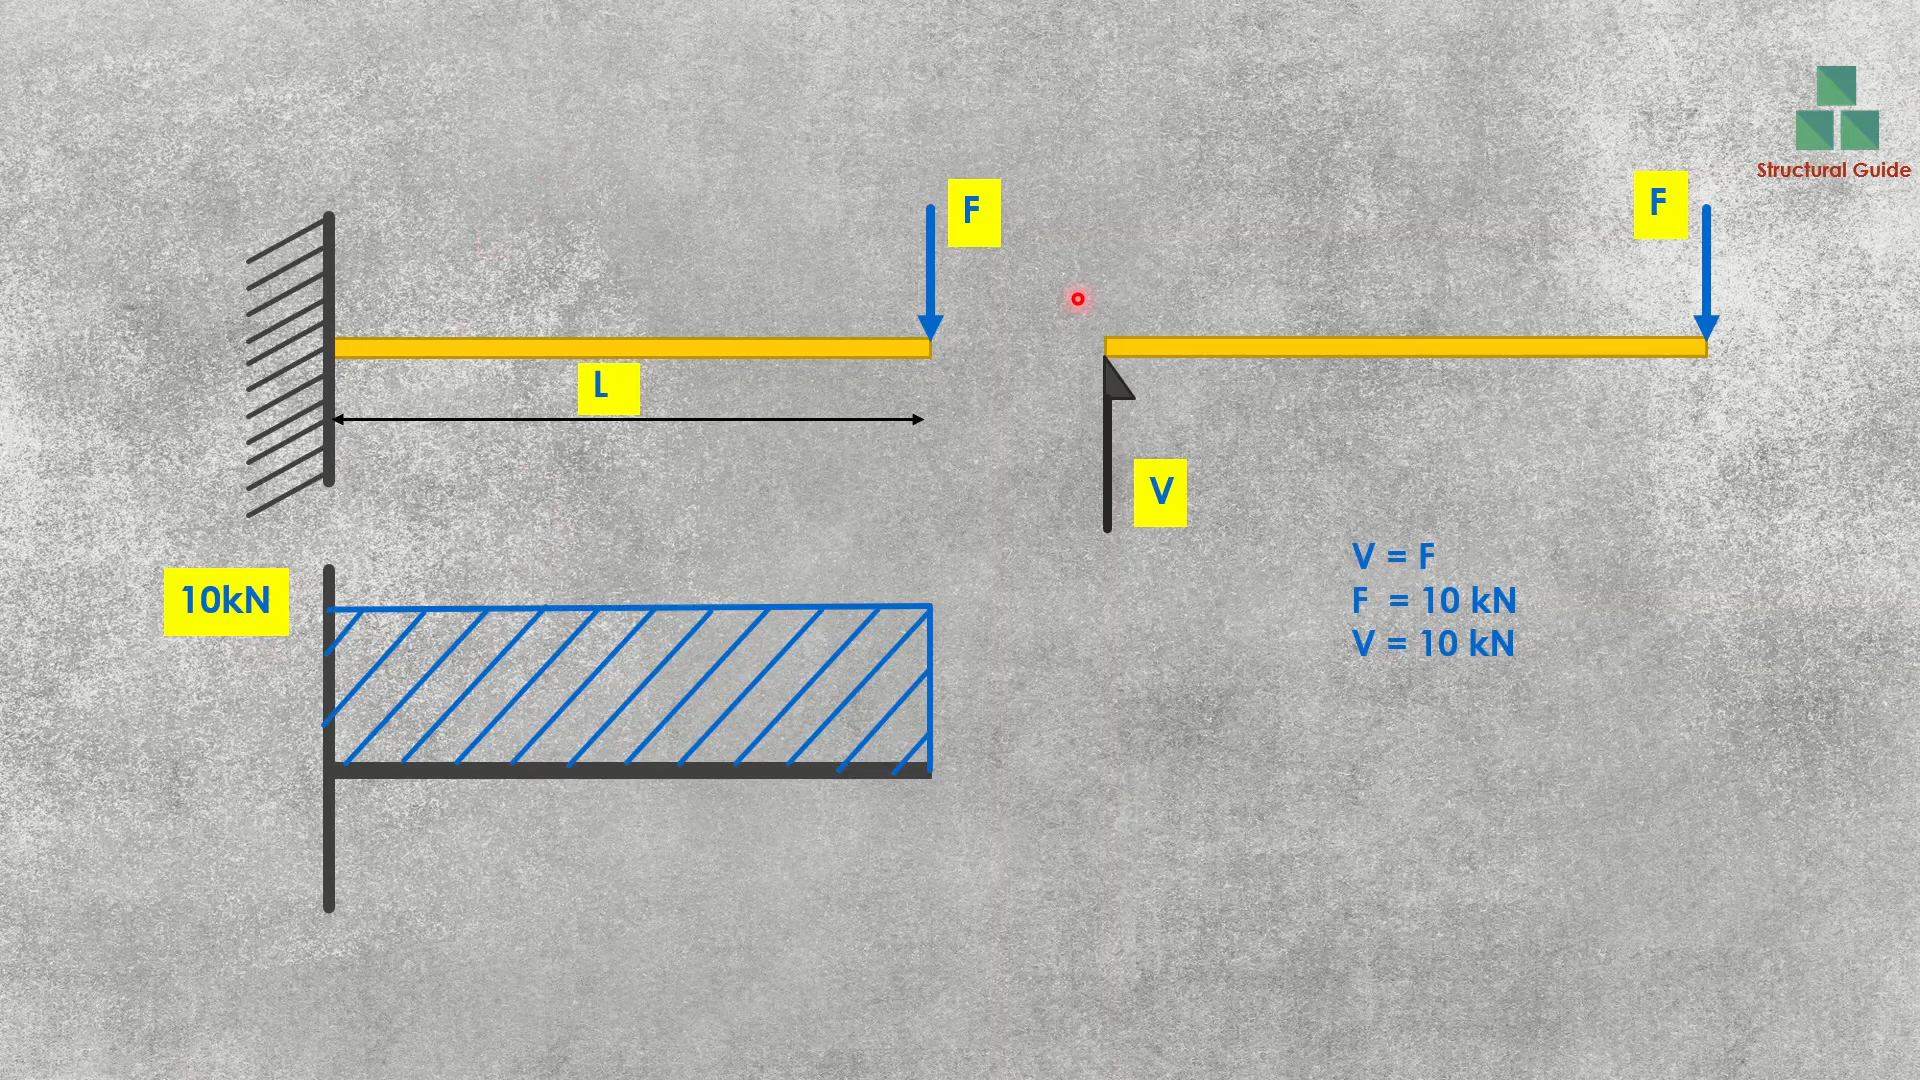 F
F
Structural Guide
L
V
10kN
V = F
F = 10 kN
V = 10 kN